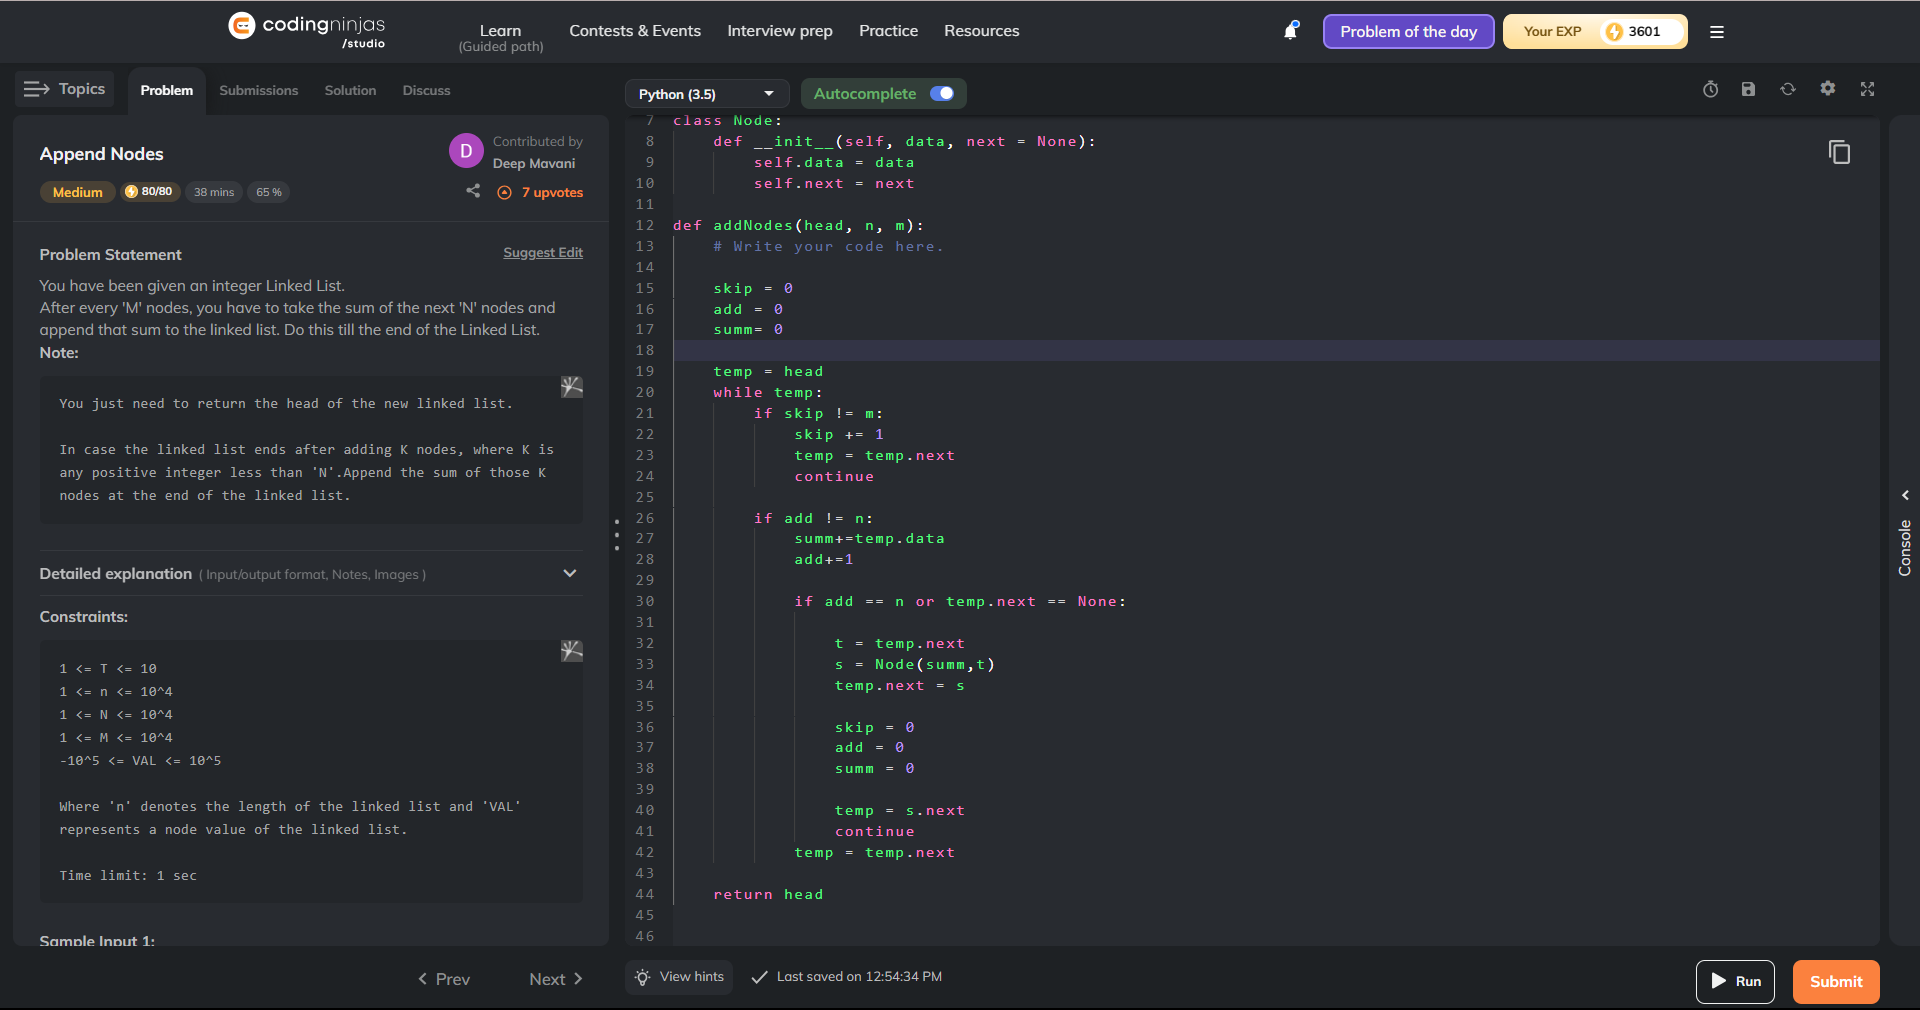 codingninjas
/studio
Learn
(Guided path)
Contests & Events
Interview prep
Practice
Resources
Problem of the day
Your EXP
3601
Topics
Problem
Submissions
Solution
Discuss
Append Nodes
D
Contributed by
Deep Mavani
Medium
80/80
38 mins
65 %
7 upvotes
Problem Statement
Suggest Edit
You have been given an integer Linked List.
After every 'M' nodes, you have to take the sum of the next 'N' nodes and
append that sum to the linked list. Do this till the end of the Linked List.
Note:
You just need to return the head of the new linked list.
In case the linked list ends after adding K nodes, where K is
any positive integer less than 'N'.Append the sum of those K
nodes at the end of the linked list.
Detailed explanation ( Input/output format, Notes, Images )
Constraints:
1 <= T <= 10
1 <= n <= 10^4
1 <= N <= 10^4
1 <= M <= 10^4
-10^5 <= VAL <= 10^5
Where 'n' denotes the length of the linked list and 'VAL'
represents a node value of the linked list.
Time limit: 1 sec
Sample Input 1:
Prev
Next
Python (3.5)
Autocomplete
7 class Node:
8 def __init__(self, data, next = None):
9 self.data = data
10 self.next = next
11
12 def addNodes(head, n, m):
13 # Write your code here.
14
15 skip = 0
16 add = 0
17 summ= 0
18
19 temp = head
20 while temp:
21 if skip != m:
22 skip += 1
23 temp = temp.next
24 continue
25
26 if add != n:
27 summ+=temp.data
28 add+=1
29
30 if add == n or temp.next == None:
31
32 t = temp.next
33 s = Node(summ,t)
34 temp.next = s
35
36 skip = 0
37 add = 0
38 summ = 0
39
40 temp = s.next
41 continue
42 temp = temp.next
43
44 return head
45
46
Console
View hints
Last saved on 12:54:34 PM
Run
Submit